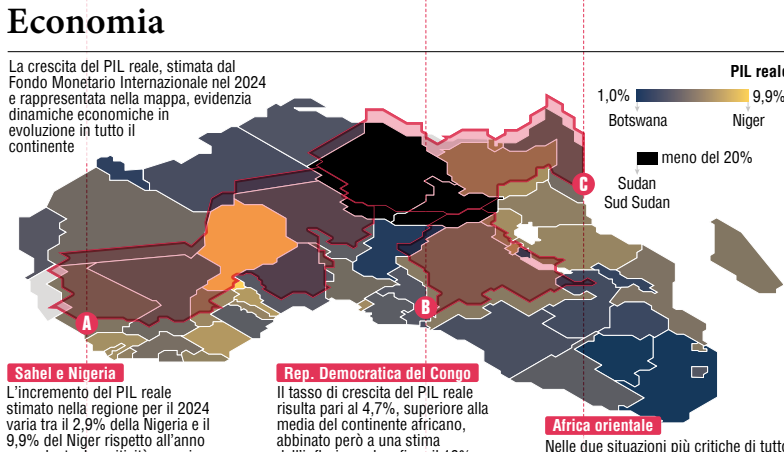 Economia
La crescita del PIL reale, stimata dal
Fondo Monetario Internazionale nel 2024
e rappresentata nella mappa, evidenzia
dinamiche economiche in
evoluzione in tutto il
continente
PIL reale
1,0%
9,9%
Botswana
Niger
meno del 20%
Sudan
Sud Sudan
A
B
C
Sahel e Nigeria
L'incremento del PIL reale
stimato nella regione per il 2024
varia tra il 2,9% della Nigeria e il
9,9% del Niger rispetto all'anno
Rep. Democratica del Congo
Il tasso di crescita del PIL reale
risulta pari al 4,7%, superiore alla
media del continente africano,
abbinato però a una stima
Africa orientale
Nelle due situazioni più critiche di tutto